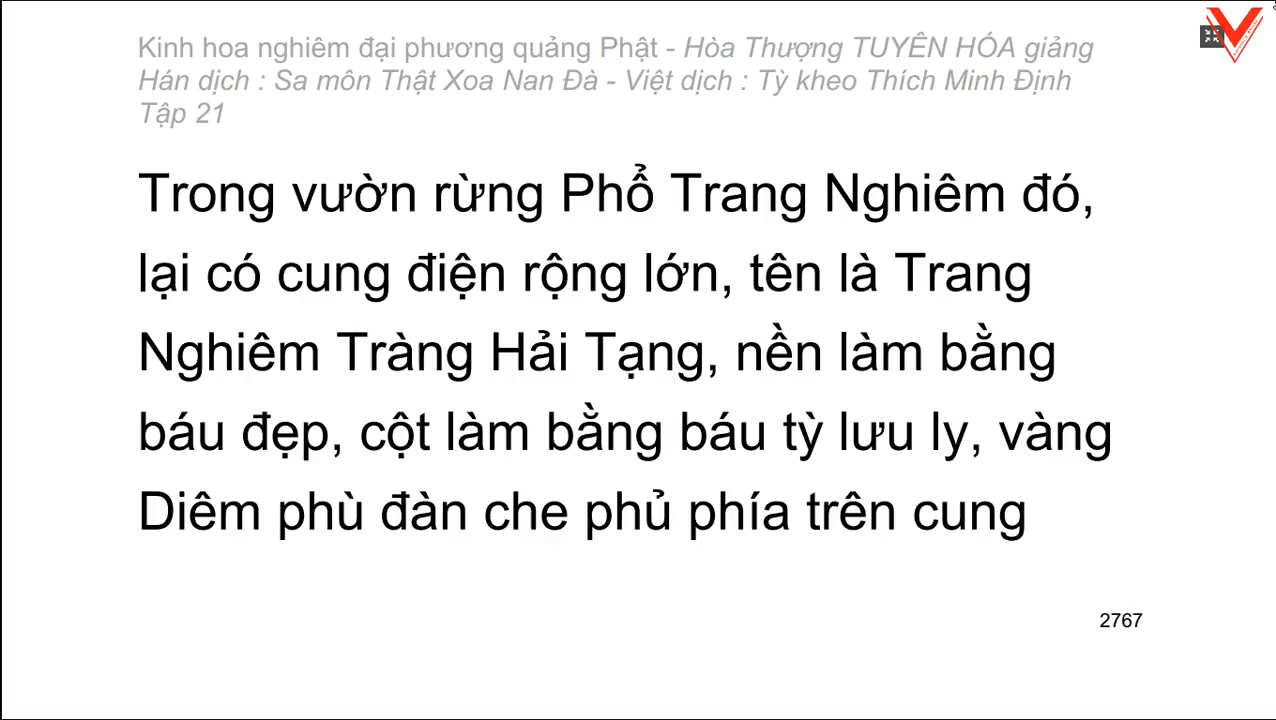 Kinh hoa nghiêm đại phương quảng Phật - Hòa Thượng TUYÊN HÓA giảng
Hán dịch : Sa môn Thật Xoa Nan Đà - Việt dịch : Tỳ kheo Thích Minh Định
Tập 21
Trong vườn rừng Phổ Trang Nghiêm đó,
lại có cung điện rộng lớn, tên là Trang
Nghiêm Tràng Hải Tạng, nền làm bằng
báu đẹp, cột làm bằng báu tỳ lưu ly, vàng
Diêm phù đàn che phủ phía trên cung
2767